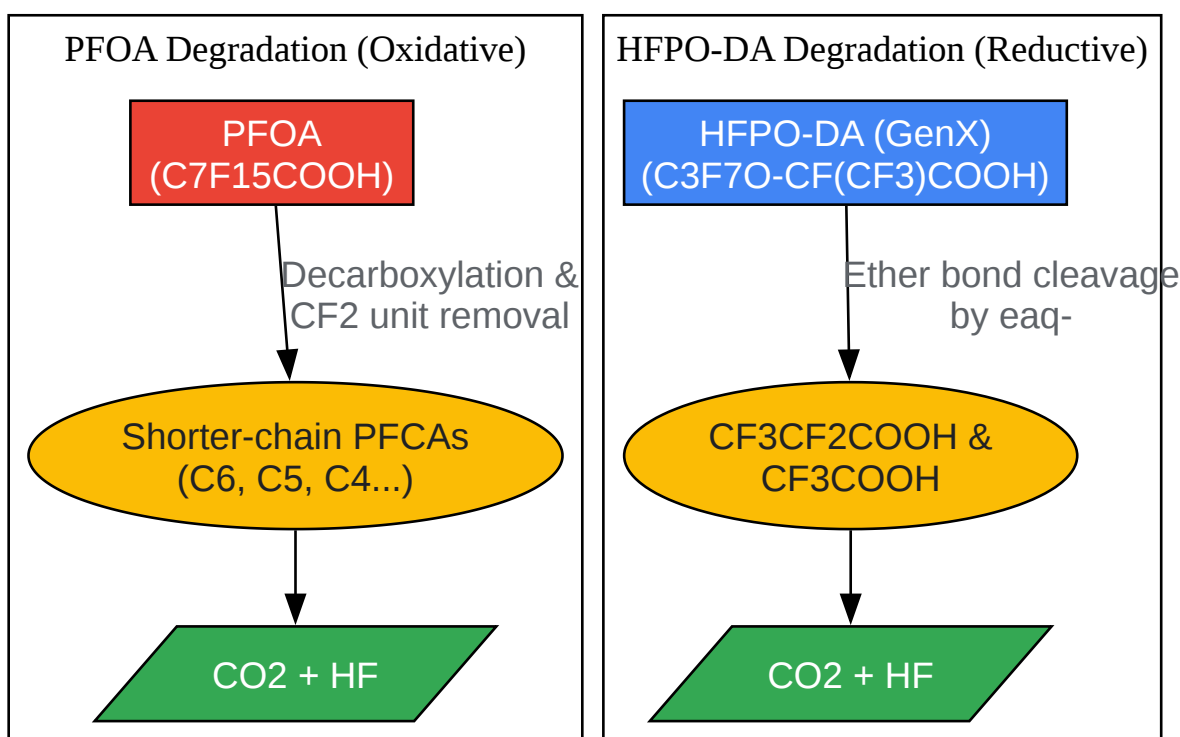 PFOA Degradation (Oxidative)
PFOA
(C7F15COOH)
Decarboxylation &
CF2 unit removal
Shorter-chain PFCAs
(C6, C5, C4...)
CO2 + HF
HFPO-DA Degradation (Reductive)
HFPO-DA (GenX)
(C3F7O-CF(CF3)COOH)
Ether bond cleavage
by eaq-
CF3CF2COOH &
CF3COOH
CO2 + HF